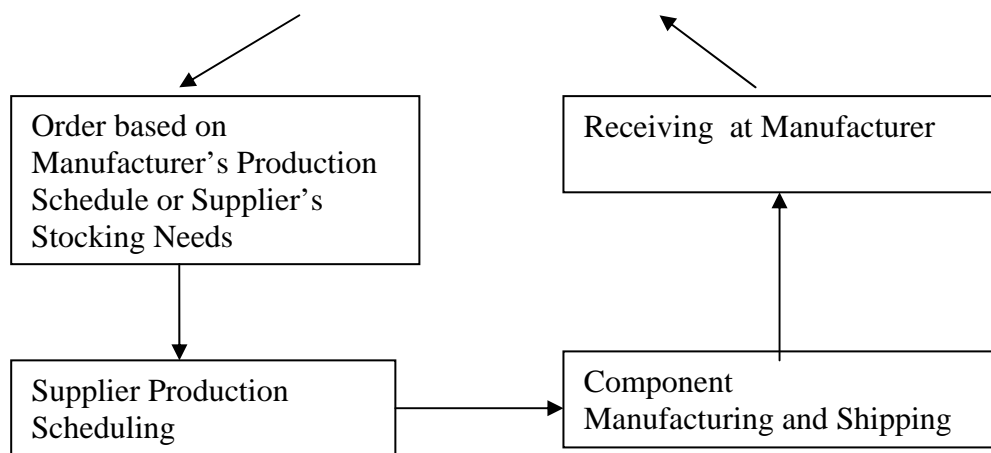 Order based on
Manufacturer’s Production
Schedule or Supplier’s
Stocking Needs
Receiving  at Manufacturer
Supplier Production
Scheduling
Component
Manufacturing and Shipping